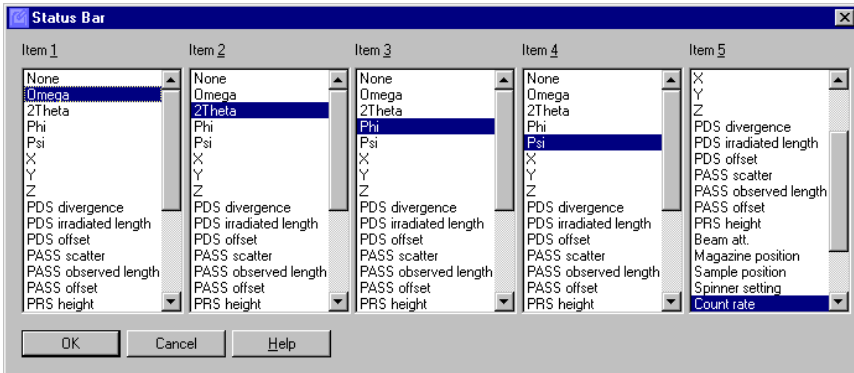 Status Bar
Item 1
None
Omega
2Theta
Phi
Psi
X
Y
Z
PDS divergence
PDS irradiated length
PDS offset
PASS scatter
PASS observed length
PASS offset
PRS height
Item 2
None
Omega
2Theta
Phi
Psi
X
Y
Z
PDS divergence
PDS irradiated length
PDS offset
PASS scatter
PASS observed length
PASS offset
PRS height
Item 3
None
Omega
2Theta
Phi
Psi
X
Y
Z
PDS divergence
PDS irradiated length
PDS offset
PASS scatter
PASS observed length
PASS offset
PRS height
Item 4
None
Omega
2Theta
Phi
Psi
X
Y
Z
PDS divergence
PDS irradiated length
PDS offset
PASS scatter
PASS observed length
PASS offset
PRS height
Item 5
X
Y
Z
PDS divergence
PDS irradiated length
PDS offset
PASS scatter
PASS observed length
PASS offset
PRS height
Beam att.
Magazine position
Sample position
Spinner setting
Count rate
OK
Cancel
Help